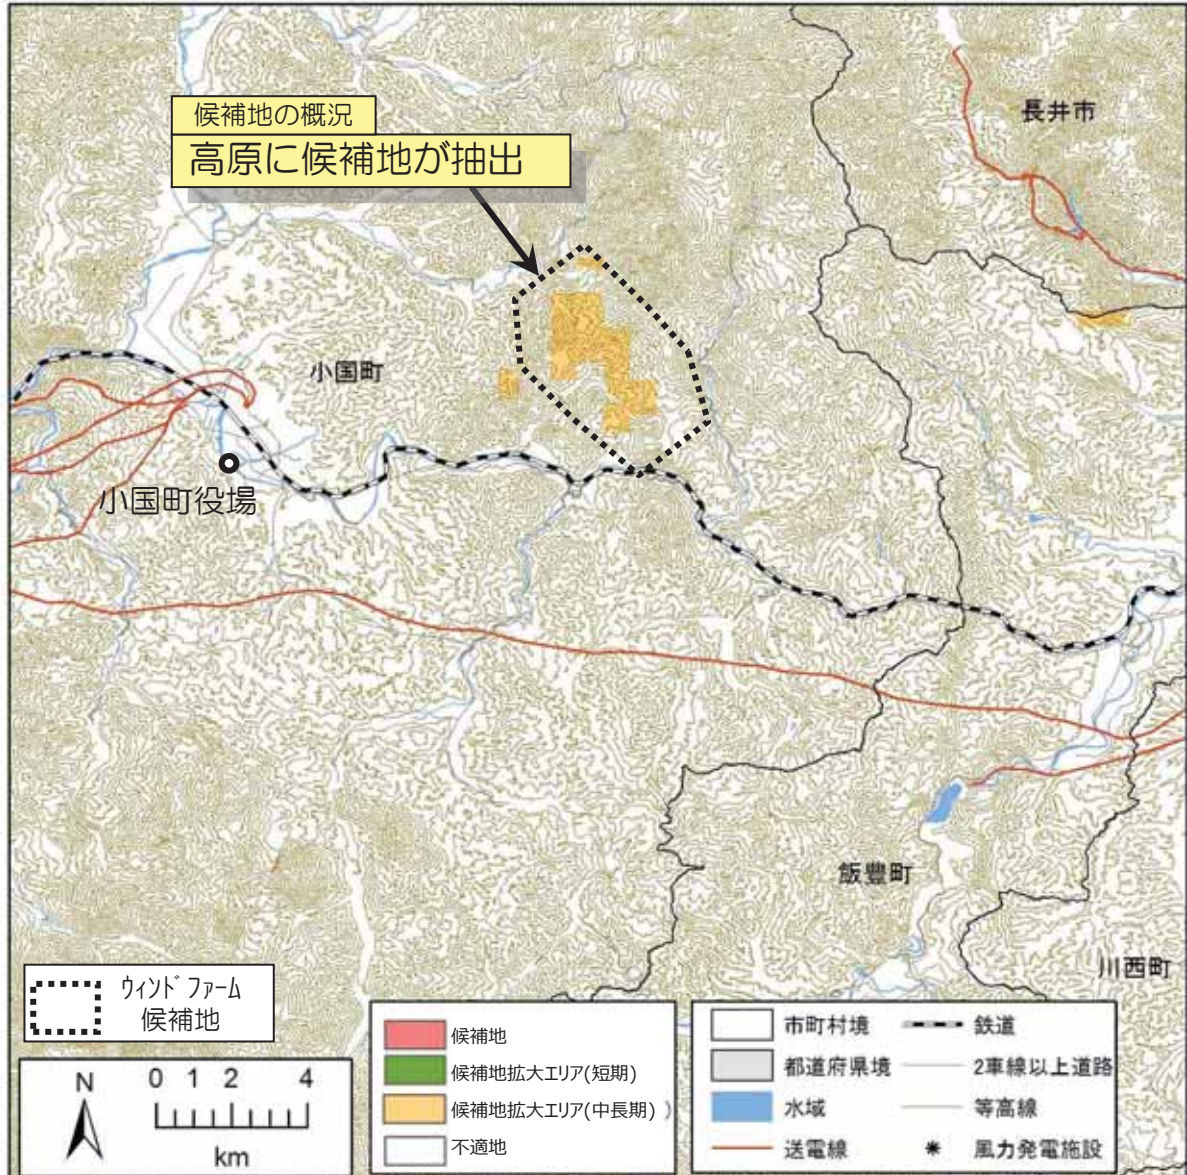 候補地の概況
高原に候補地が抽出
長井市
小国町
小国町役場
飯豊町
川西町
ウィンドファーム
候補地
N
0 1 2 4
km
候補地
候補地拡大エリア(短期)
候補地拡大エリア(中長期) )
不適地
市町村境
都道府県境
水域
送電線
鉄道
2車線以上道路
等高線
風力発電施設